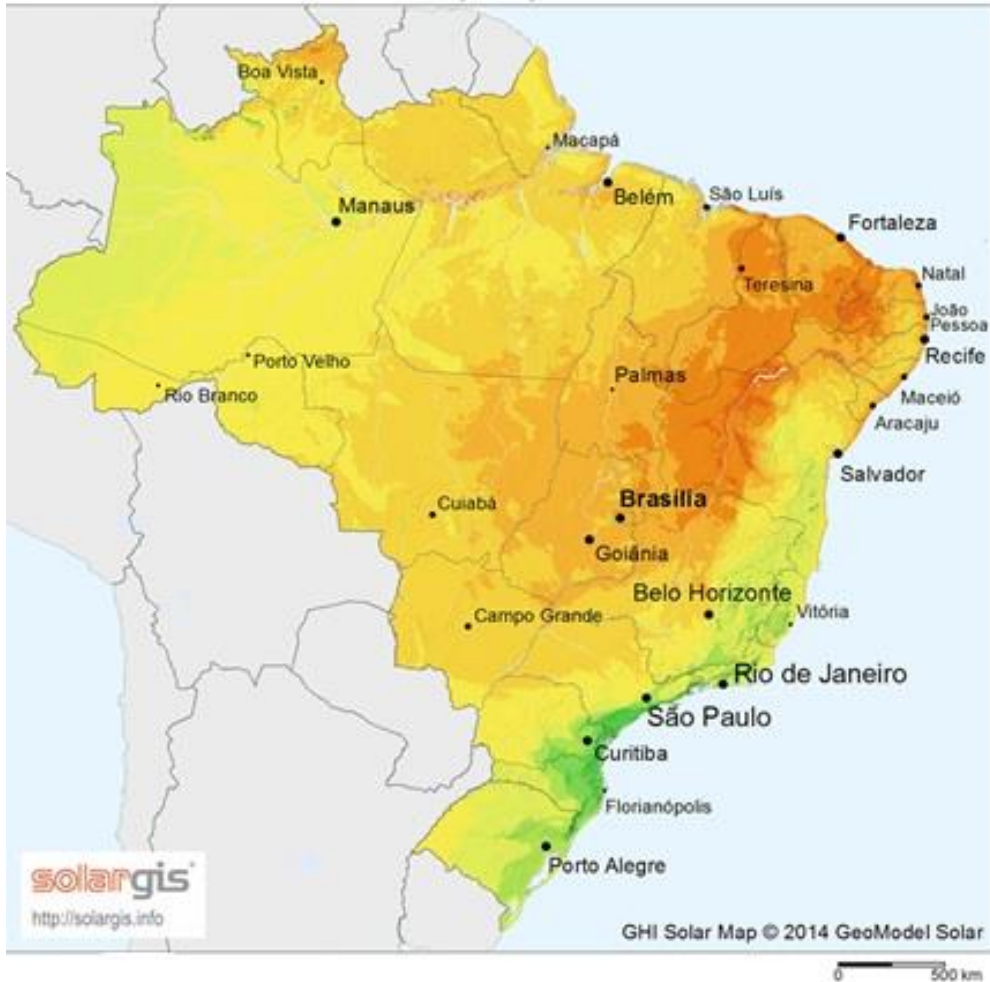 Boa Vista
Macapá
Manaus
Belém
São Luís
Fortaleza
Teresina
Natal
João
Pessoa
Recife
Porto Velho
Palmas
Rio Branco
Maceió
Aracaju
Salvador
Cuiabá
Brasília
Goiânia
Belo Horizonte
Campo Grande
Vitória
Rio de Janeiro
São Paulo
Curitiba
Florianópolis
Porto Alegre
solargis
http://solargis.info
GHI Solar Map © 2014 GeoModel Solar
0 500 km